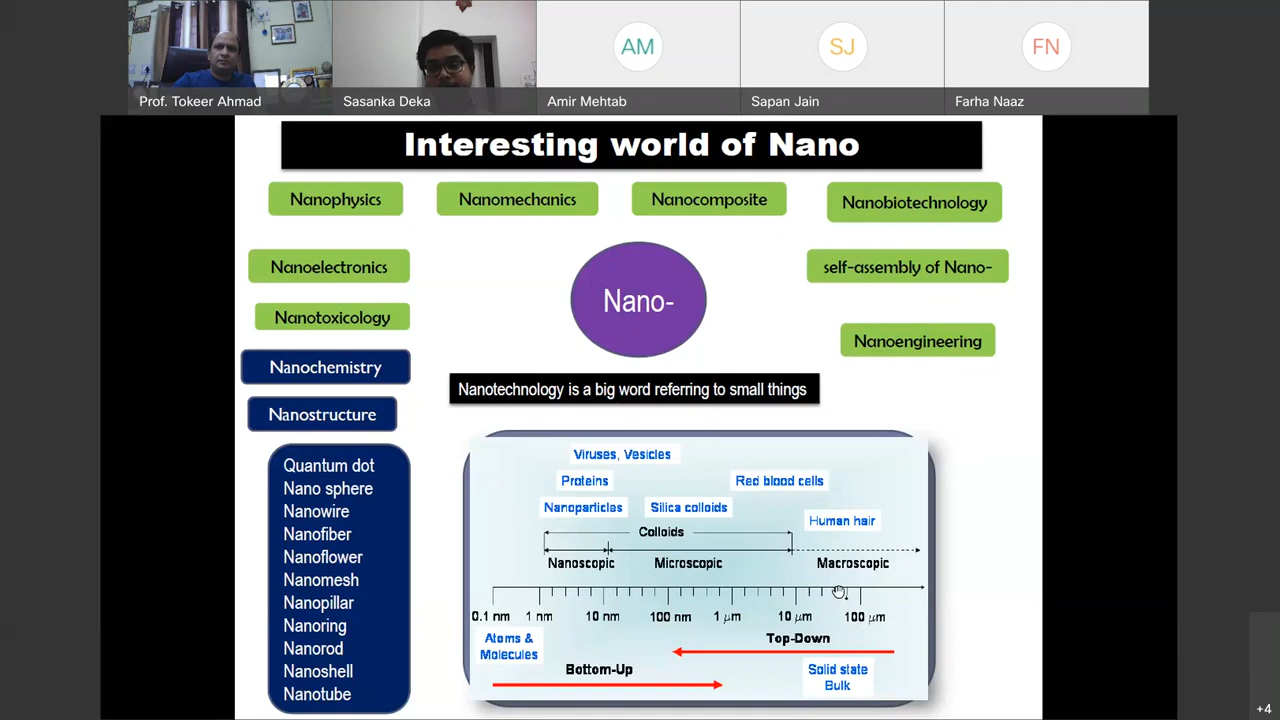 AM
SJ
FN
Prof. Tokeer Ahmad
Sasanka Deka
Amir Mehtab
Sapan Jain
Farha Naaz
Interesting world of Nano
Nanophysics
Nanomechanics
Nanocomposite
Nanobiotechnology
Nanoelectronics
self-assembly of Nano-
Nano-
Nanotoxicology
Nanoengineering
Nanochemistry
Nanotechnology is a big word referring to small things
Nanostructure
Quantum dot
Nano sphere
Nanowire
Nanofiber
Nanoflower
Nanomesh
Nanopillar
Nanoring
Nanorod
Nanoshell
Nanotube
Viruses, Vesicles
Proteins
Red blood cells
Nanoparticles
Silica colloids
Human hair
Colloids
Nanoscopic
Microscopic
Macroscopic
0.1 nm
1 nm
10 nm
100 nm
1 μm
10 μm
100 μm
Atoms &
Molecules
Top-Down
Bottom-Up
Solid state
Bulk
+4